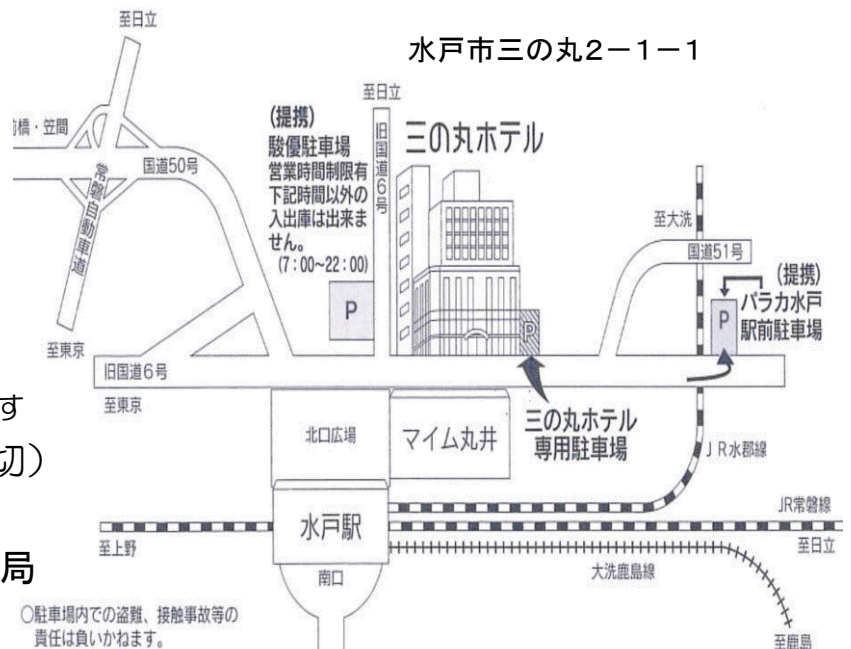 至日立
水戸市三の丸2－1－1
至日立
(提携)
駿優駐車場
営業時間制限有
下記時間以外の
入出庫は出来ま
せん。
(7:00~22:00)
旧国道6号
三の丸ホテル
橋・笠間
国道50号
常磐自動車道
至大洗
国道51号
(提携)
パラカ水戸
駅前駐車場
P
P
P
至東京
旧国道6号
至東京
す
切）
北口広場
マイム丸井
三の丸ホテル
専用駐車場
JR水郡線
水戸駅
JR常磐線
至上野
至日立
局
南口
大洗鹿島線
○駐車場内での盗難、接触事故等の
責任は負いかねます。
至鹿島